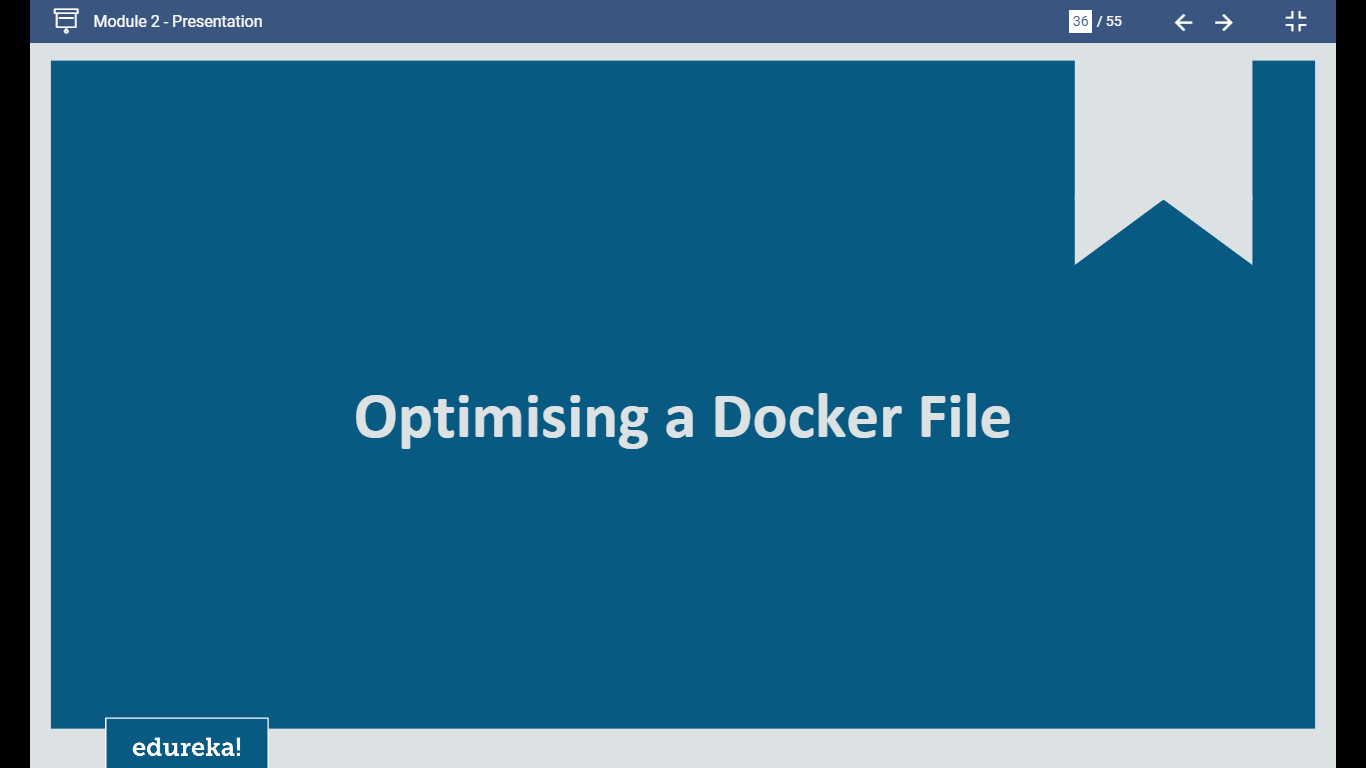 Module 2 - Presentation
36 / 55
Optimising a Docker File
edureka!